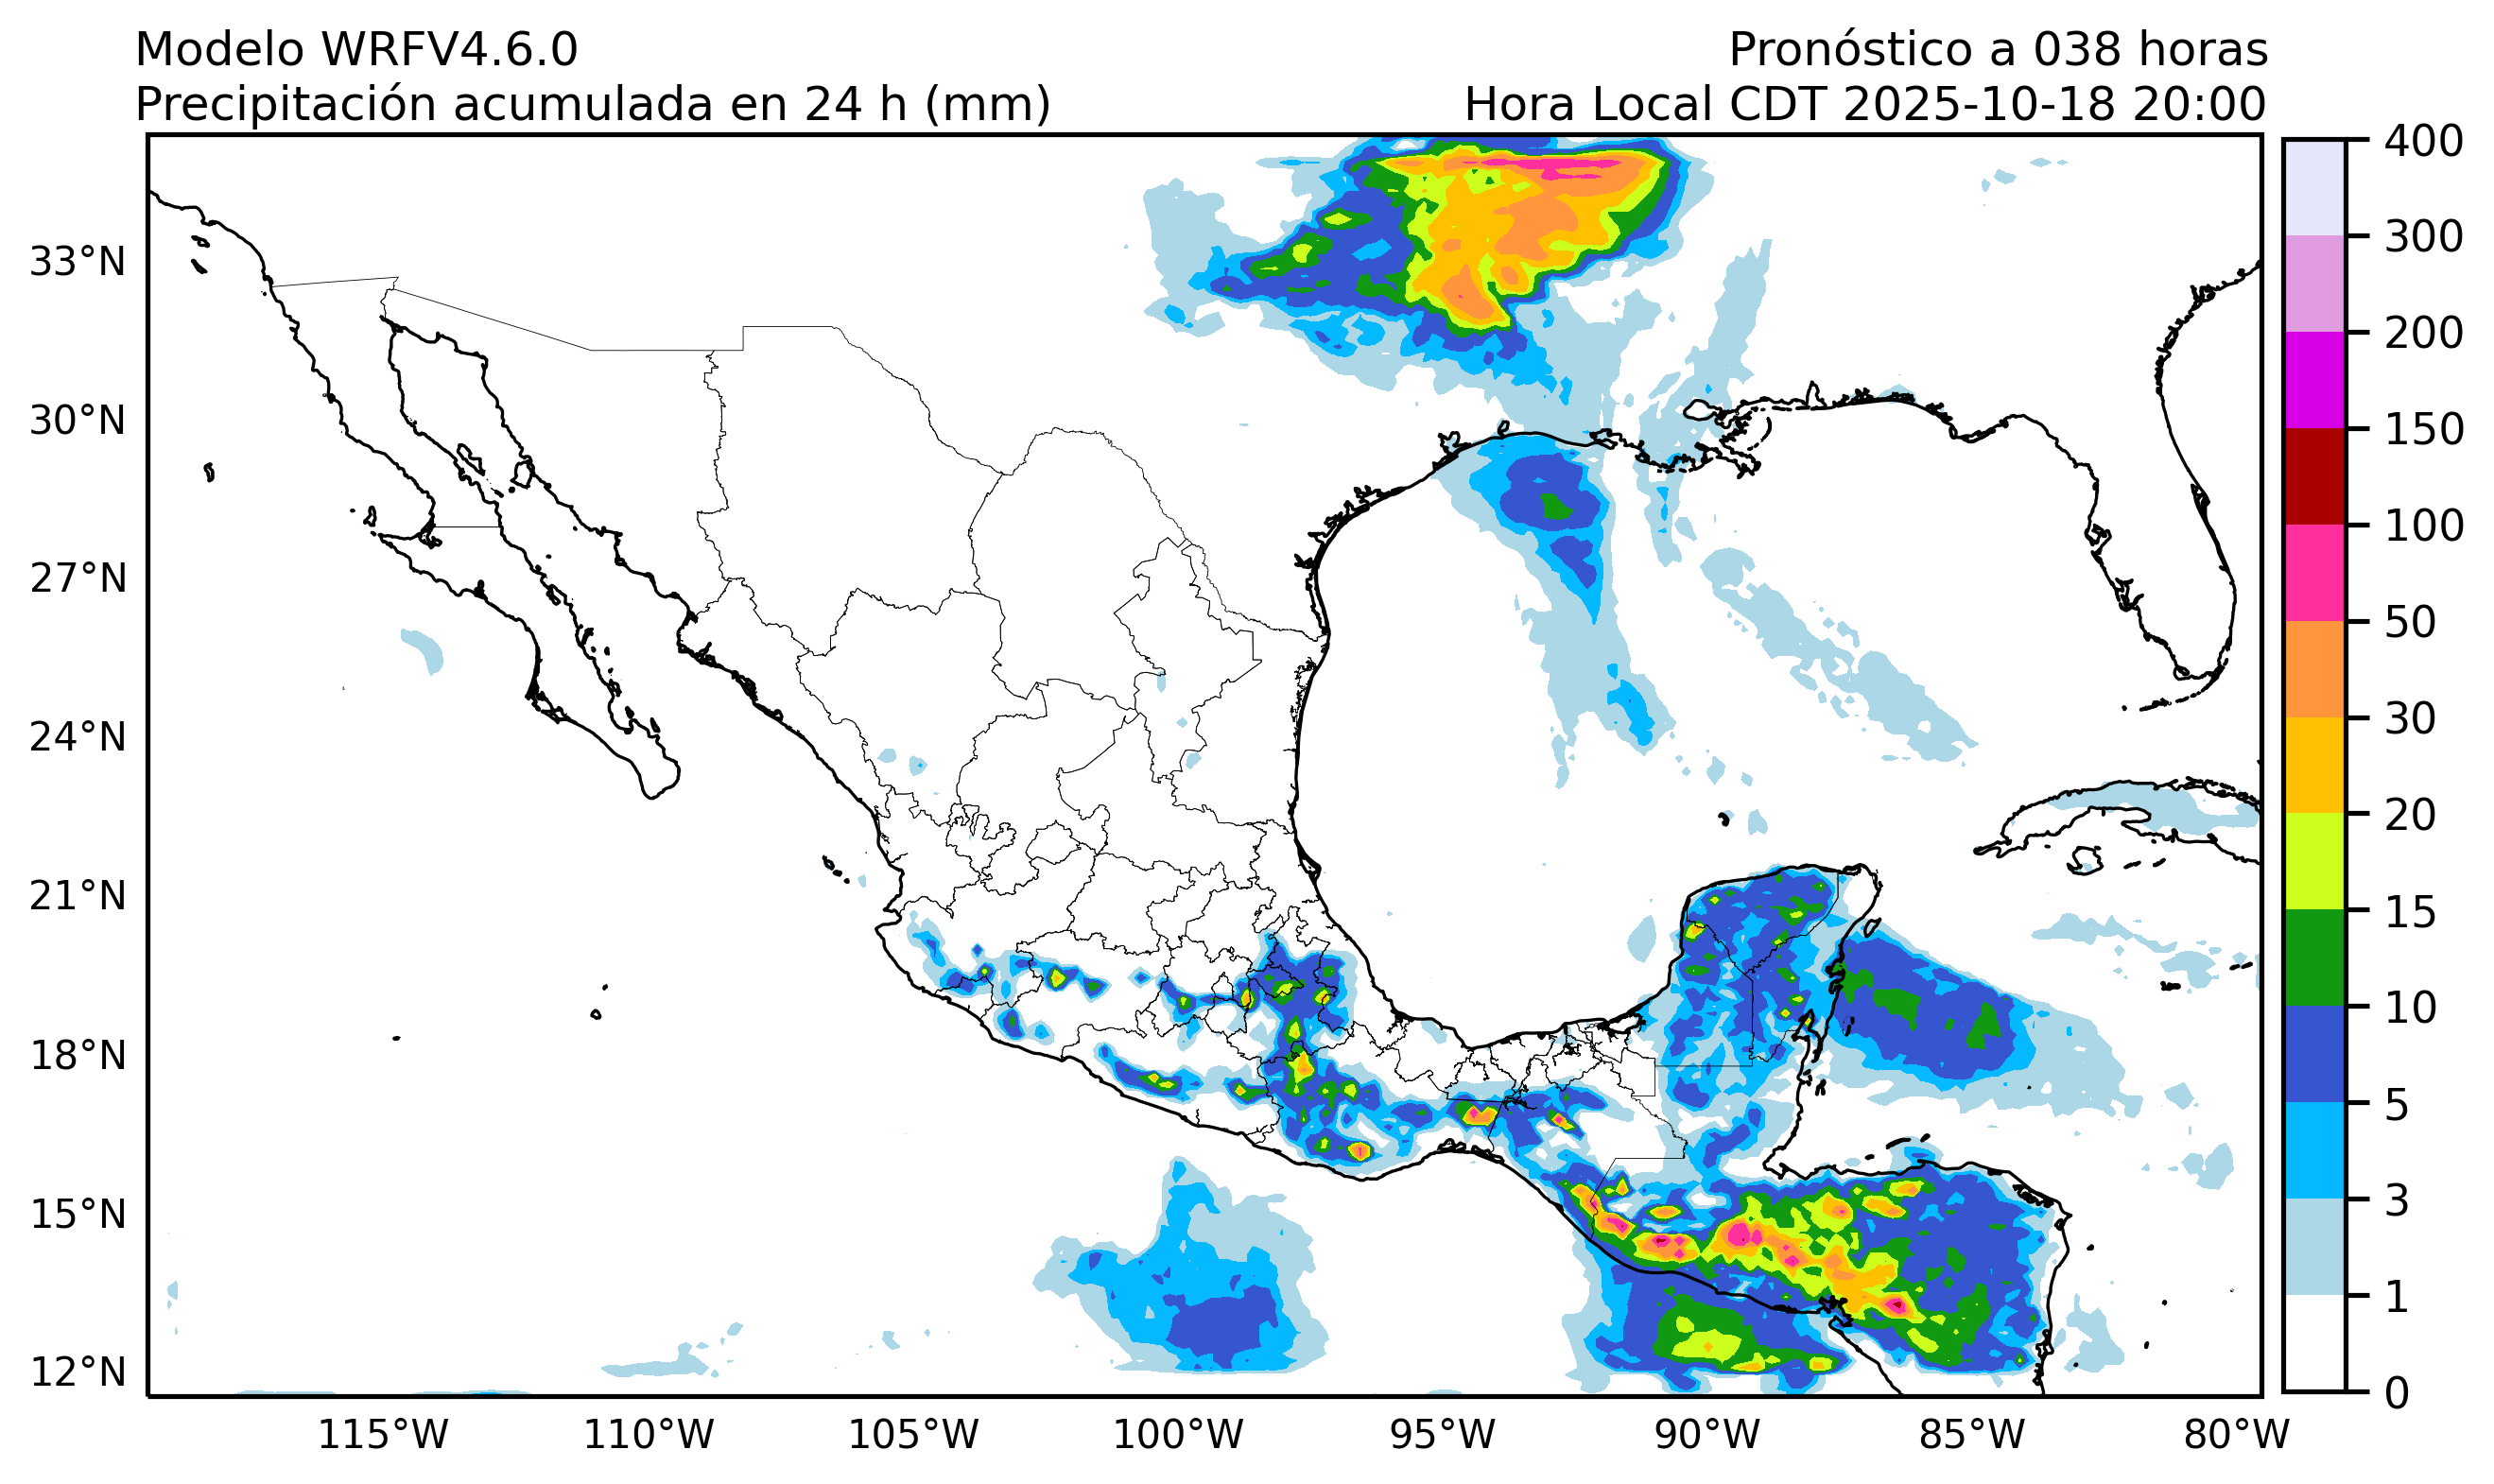 Modelo WRFV4.6.0
Pronóstico a 038 horas
Precipitación acumulada en 24 h (mm)
Hora Local CDT 2025-10-18 20:00
33°N
30°N
27°N
24°N
21°N
18°N
15°N
12°N
115°W
110°W
105°W
100°W
95°W
90°W
85°W
80°W
400
300
200
150
100
50
30
20
15
10
5
3
1
0